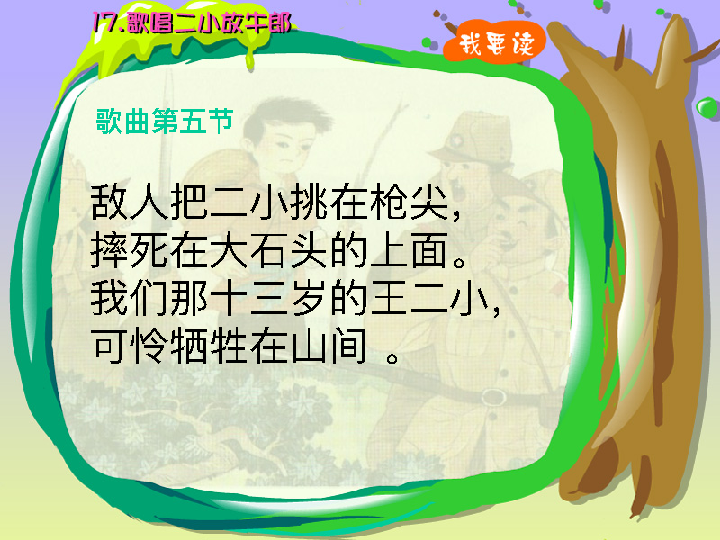 17.歌唱二小放牛郎
我要读
歌曲第五节
敌人把二小挑在枪尖，
摔死在大石头的上面。
我们那十三岁的王二小，
可怜牺牲在山间 。